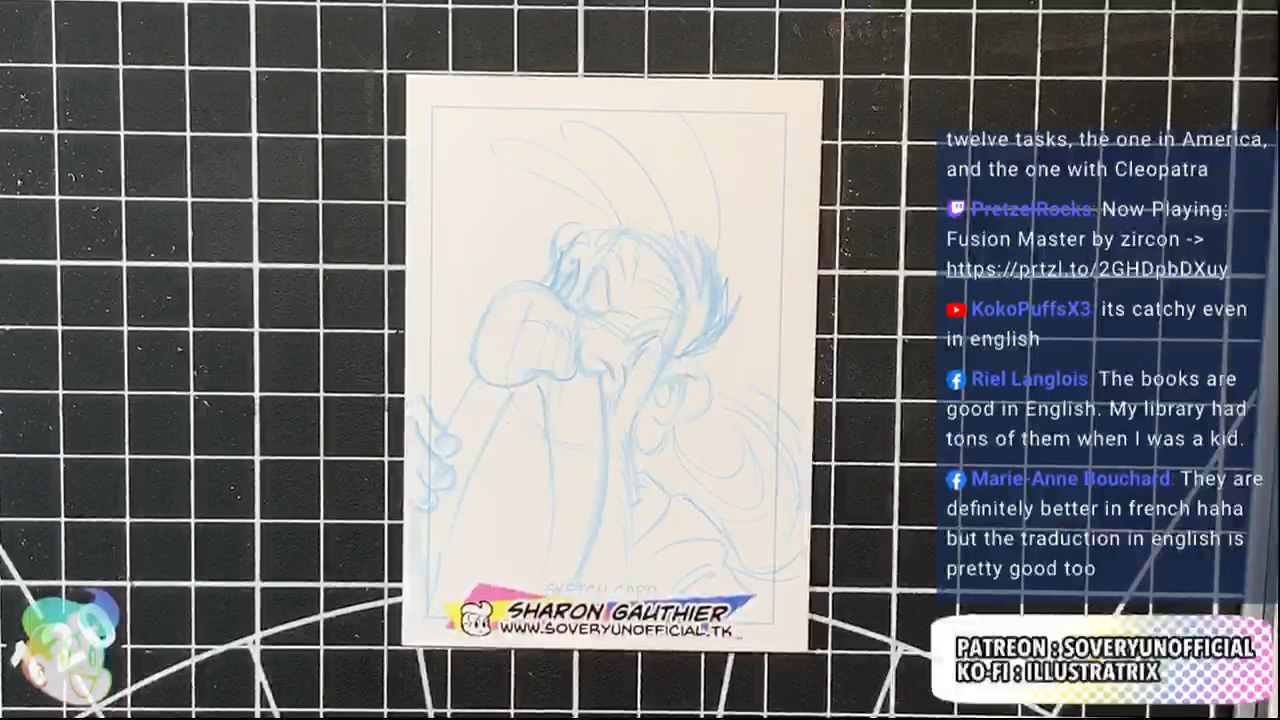 twelve tasks, the one in America,
and the one with Cleopatra
PretzelRocks: Now Playing:
Fusion Master by zircon ->
https://prtzl.to/2GHDpbDXuy
KokoPuffsX3: its catchy even
in english
Riel Langlois: The books are
good in English. My library had
tons of them when I was a kid.
Marie-Anne Bouchard: They are
definitely better in french haha
but the traduction in english is
pretty good too
SKETCH CARD
SHARON GAUTHIER
WWW.SOVERYUNOFFICIAL.TK
PATREON : SOVERYUNOFFICIAL
KO-FI : ILLUSTRATRIX